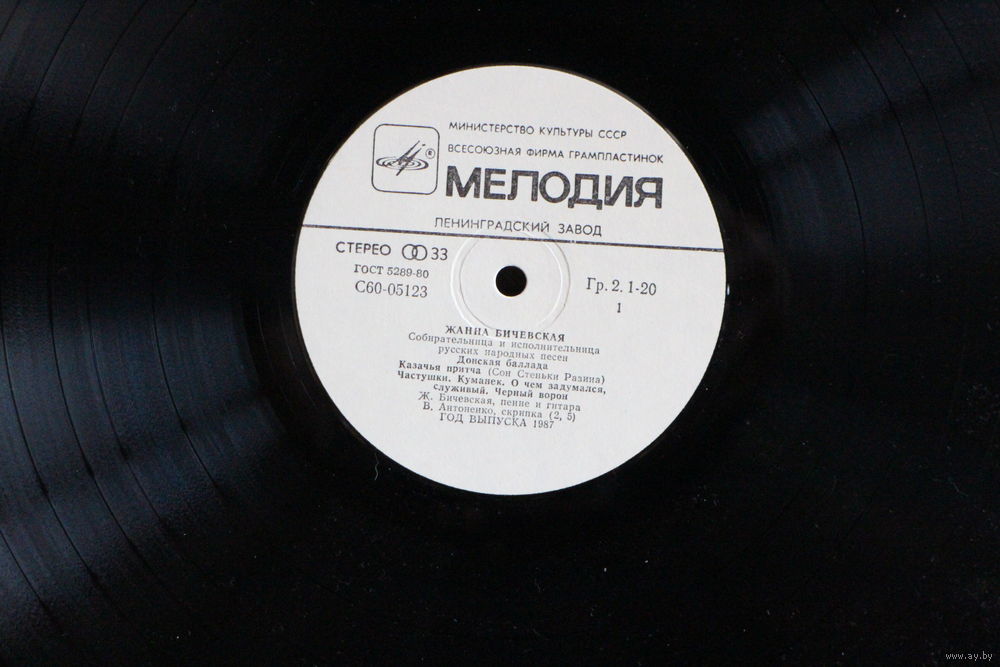 МИНИСТЕРСТВО КУЛЬТУРЫ СССР
ВСЕСОЮЗНАЯ ФИРМА ГРАМПЛАСТИНОК
®
МЕЛОДИЯ
ЛЕНИНГРАДСКИЙ ЗАВОД
СТЕРЕО 33
ГОСТ 5289-80
С60-05123
Гр. 2. 1-20
1
ЖАННА БИЧЕВСКАЯ
Собирательница и исполнительница
русских народных песен
Донская баллада
Казачья притча (Сон Стеньки Разина)
Частушки. Куманек. О чем задумался,
служивый. Черный ворон
Ж. Бичевская, пение и гитара
В. Антоненко, скрипка (2, 5)
ГОД ВЫПУСКА 1987
www.ay.by